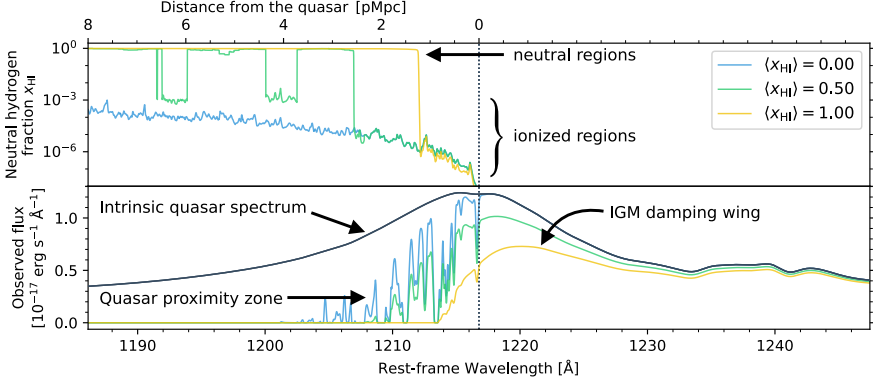 Distance from the quasar [pMpc]
8 6 4 2 0
Neutral hydrogen
fraction x_HI
10⁰
10⁻³
10⁻⁶
neutral regions
ionized regions
⟨x_HI⟩ = 0.00
⟨x_HI⟩ = 0.50
⟨x_HI⟩ = 1.00
Observed flux
[10⁻¹⁷ erg s⁻¹ Å⁻¹]
1.0
0.5
0.0
Intrinsic quasar spectrum
IGM damping wing
Quasar proximity zone
1190 1200 1210 1220 1230 1240
Rest-frame Wavelength [Å]